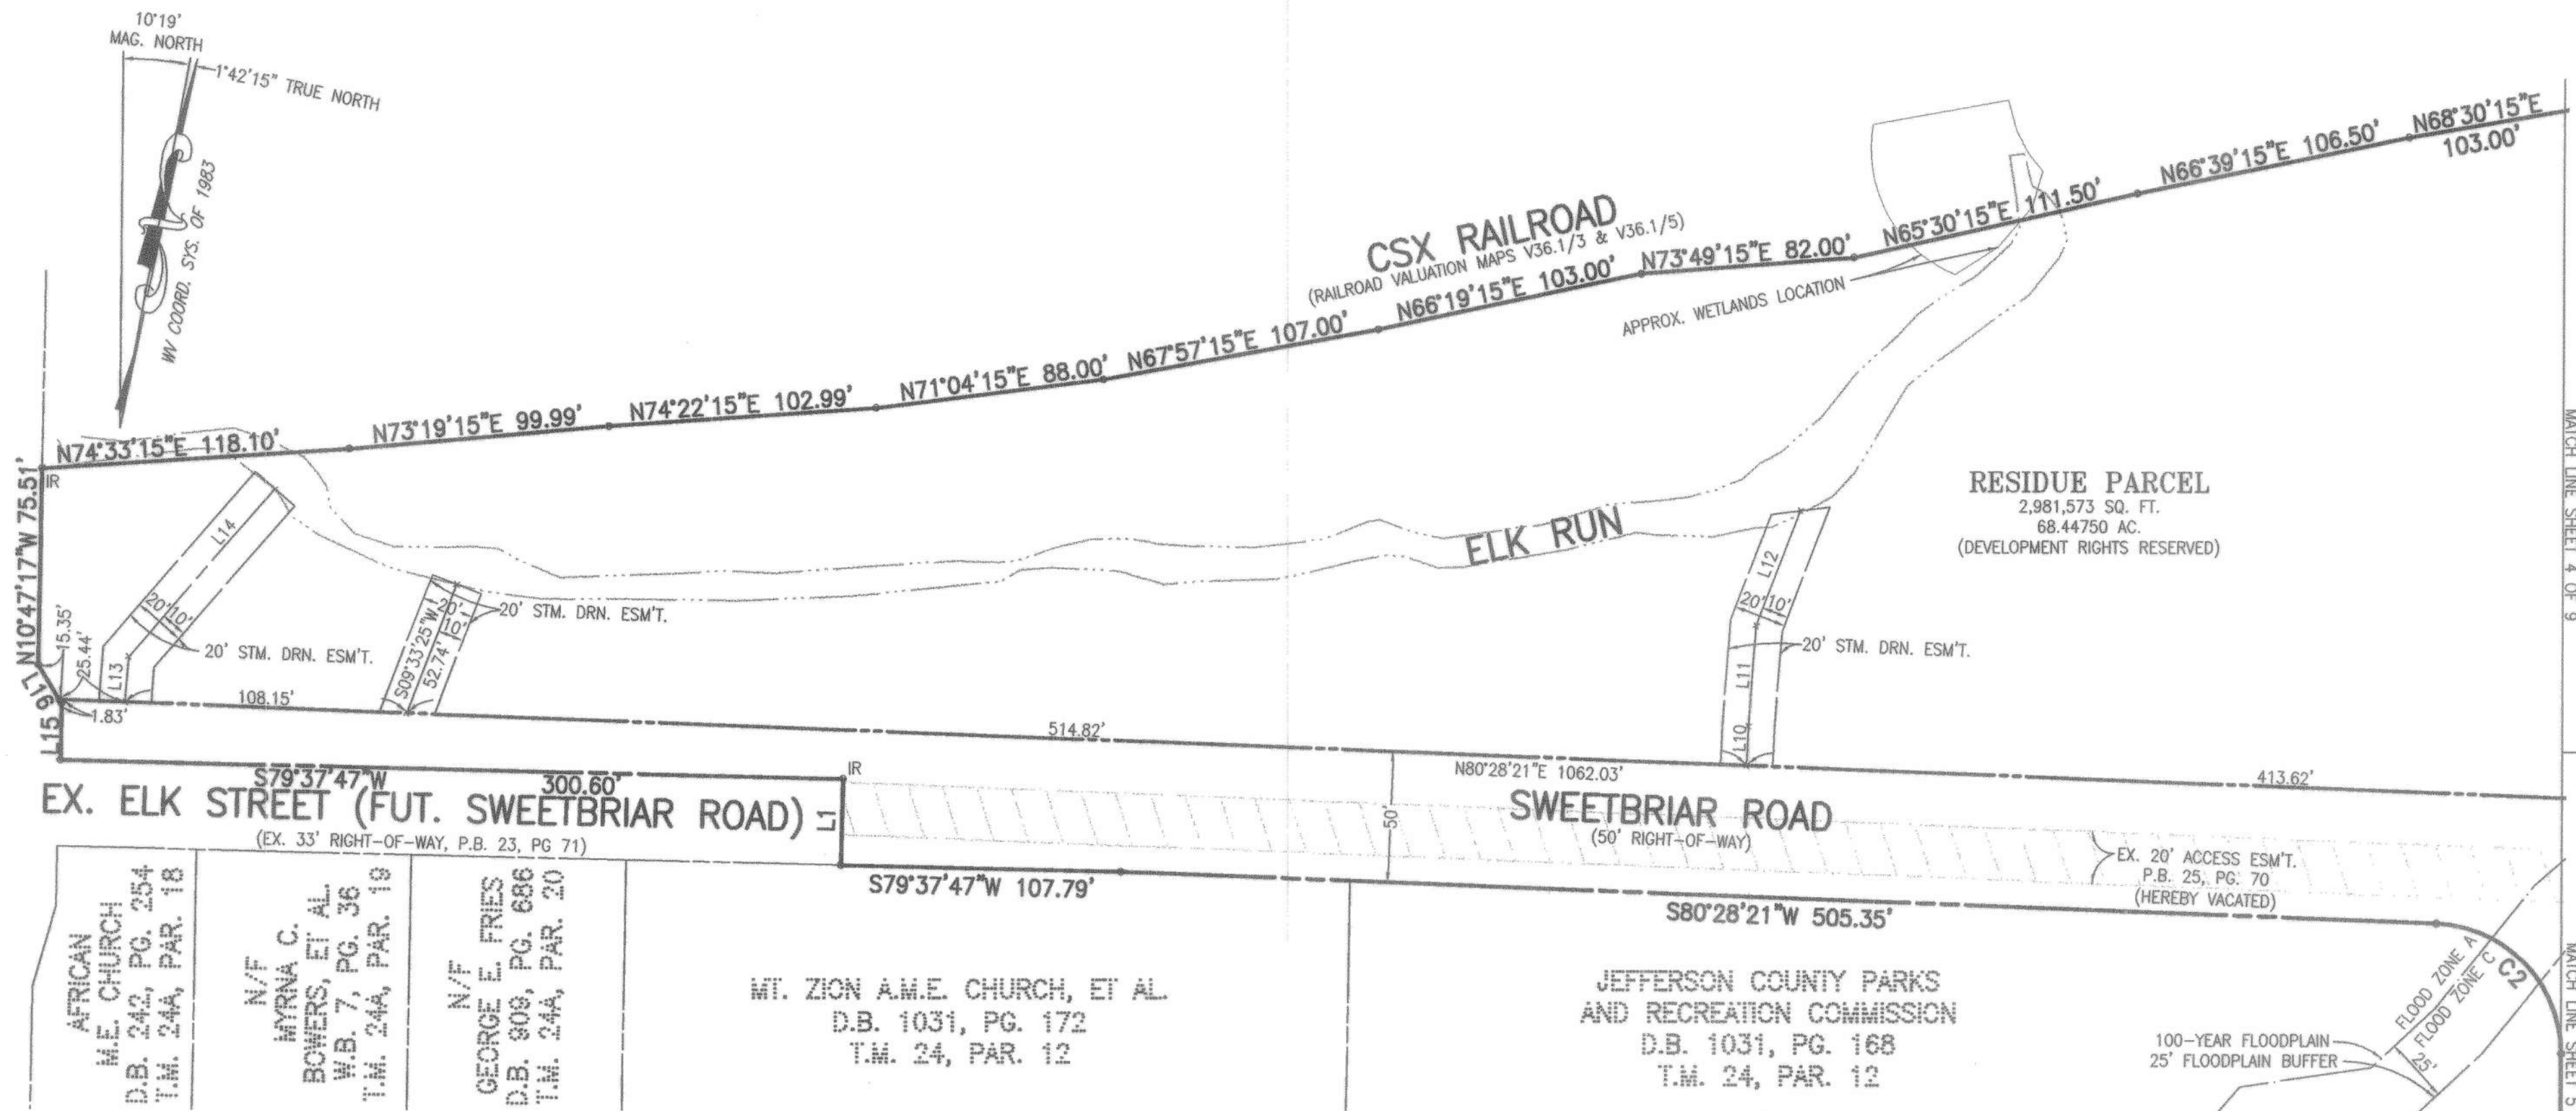 10°19'
MAG. NORTH
1°42'15" TRUE NORTH
WV COORD. SYS. OF 1983
N74°33'15"E 118.10'
N73°19'15"E 99.99'
N74°22'15"E 102.99'
N71°04'15"E 88.00'
N67°57'15"E 107.00'
CSX RAILROAD
(RAILROAD VALUATION MAPS V36.1/3 & V36.1/5)
N66°19'15"E 103.00'
N73°49'15"E 82.00'
N65°30'15"E 111.50'
N66°39'15"E 106.50'
N68°30'15"E
103.00'
APPROX. WETLANDS LOCATION
MATCH LINE SHEET 4 OF 9
IR
N10°47'17"W 75.51'
L14
20'
10'
20' STM. DRN. ESM'T.
L13
15.35'
25.44'
L16
9
L15
1.83'
108.15'
S09°33'25"W
52.74'
20'
10'
20' STM. DRN. ESM'T.
ELK RUN
RESIDUE PARCEL
2,981,573 SQ. FT.
68.44750 AC.
(DEVELOPMENT RIGHTS RESERVED)
L12
20'
10'
20' STM. DRN. ESM'T.
L11
L10
514.82'
N80°28'21"E 1062.03'
413.62'
S79°37'47"W 300.60'
IR
EX. ELK STREET (FUT. SWEETBRIAR ROAD)
(EX. 33' RIGHT-OF-WAY, P.B. 23, PG 71)
L1
50'
SWEETBRIAR ROAD
(50' RIGHT-OF-WAY)
EX. 20' ACCESS ESM'T.
P.B. 25, PG. 70
(HEREBY VACATED)
S79°37'47"W 107.79'
S80°28'21"W 505.35'
AFRICAN
M.E. CHURCH
D.B. 242, PG. 254
T.M. 24A, PAR. 18
N/F
MYRNA C.
BOWERS, ET AL.
W.B. 7, PG. 36
T.M. 24A, PAR. 19
N/F
GEORGE E. FRIES
D.B. 909, PG. 686
T.M. 24A, PAR. 20
MT. ZION A.M.E. CHURCH, ET AL.
D.B. 1031, PG. 172
T.M. 24, PAR. 12
JEFFERSON COUNTY PARKS
AND RECREATION COMMISSION
D.B. 1031, PG. 168
T.M. 24, PAR. 12
FLOOD ZONE A
FLOOD ZONE C
C2
100-YEAR FLOODPLAIN
25' FLOODPLAIN BUFFER
25'
MATCH LINE SHEET 5